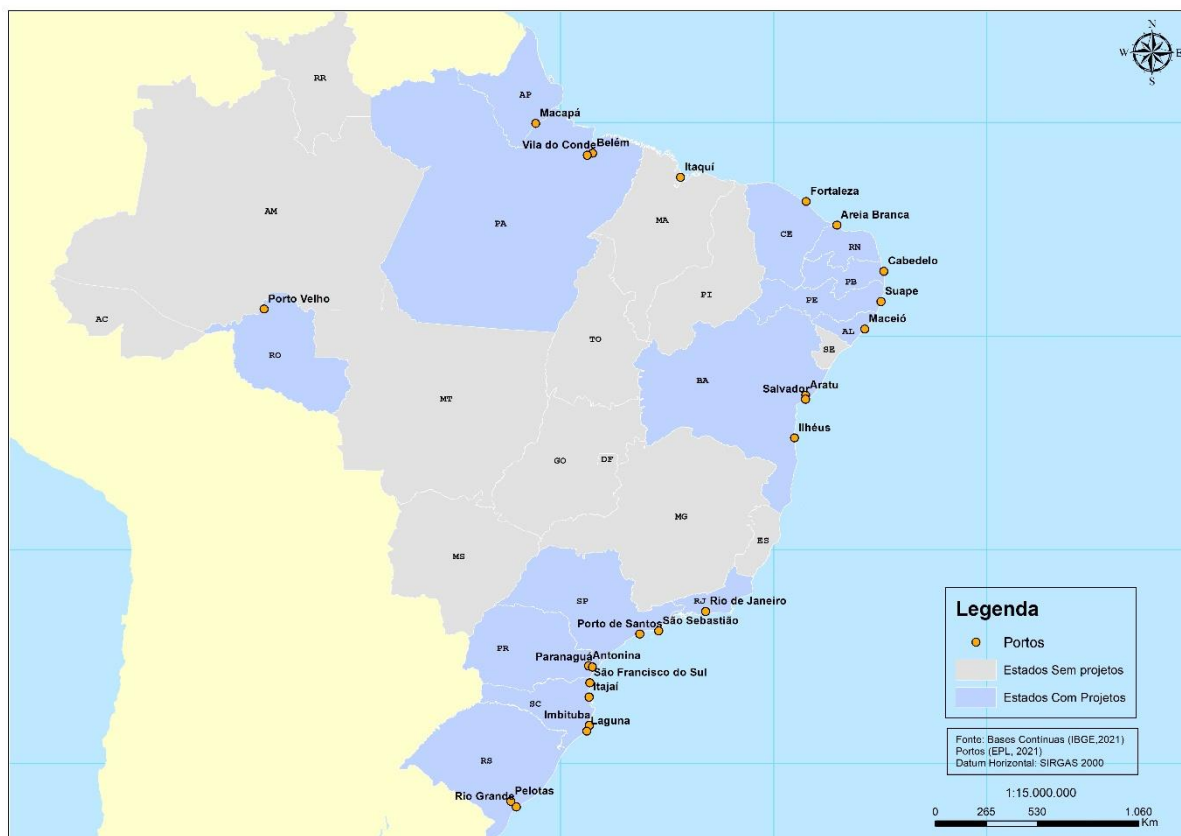 N
W E
S
RR
AP
Macapá
Vila do Conde Belém
Itaquí
Fortaleza
Areia Branca
AM
PA
MA
CE
RN
Cabedelo
PB
PI
PE
Suape
Porto Velho
AC
Maceió
AL
TO
SE
RO
BA
Aratu
Salvador
MT
Ilhéus
GO
DF
MG
ES
MS
SP
RJ
Rio de Janeiro
São Sebastião
Porto de Santos
PR
Paranaguá Antonina
São Francisco do Sul
Itajaí
SC
Imbituba
Laguna
RS
Pelotas
Rio Grande
Legenda
Portos
Estados Sem projetos
Estados Com Projetos
Fonte: Bases Contínuas (IBGE,2021)
Portos (EPL, 2021)
Datum Horizontal: SIRGAS 2000
1:15.000.000
0 265 530 1.060
Km